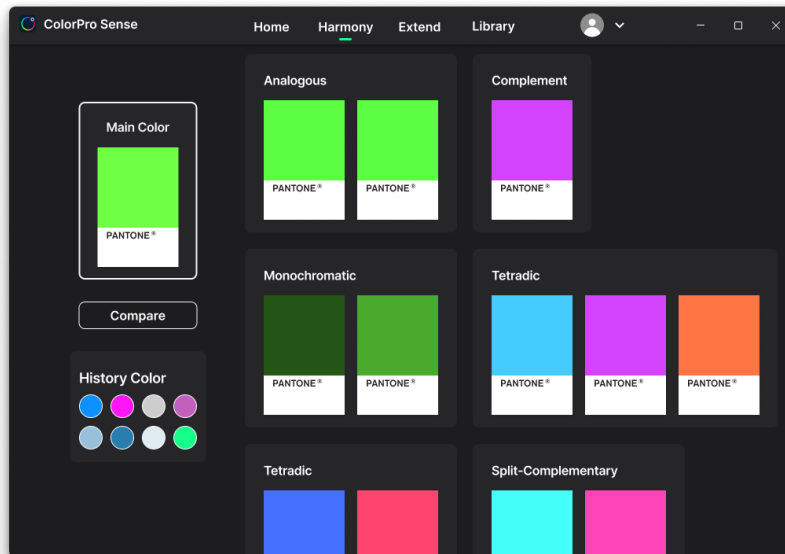 ColorPro Sense
Home Harmony Extend Library
Main Color
PANTONE®
Compare
History Color
Analogous
PANTONE® PANTONE®
Complement
PANTONE®
Monochromatic
PANTONE® PANTONE®
Tetradic
PANTONE® PANTONE® PANTONE®
Tetradic
Split-Complementary